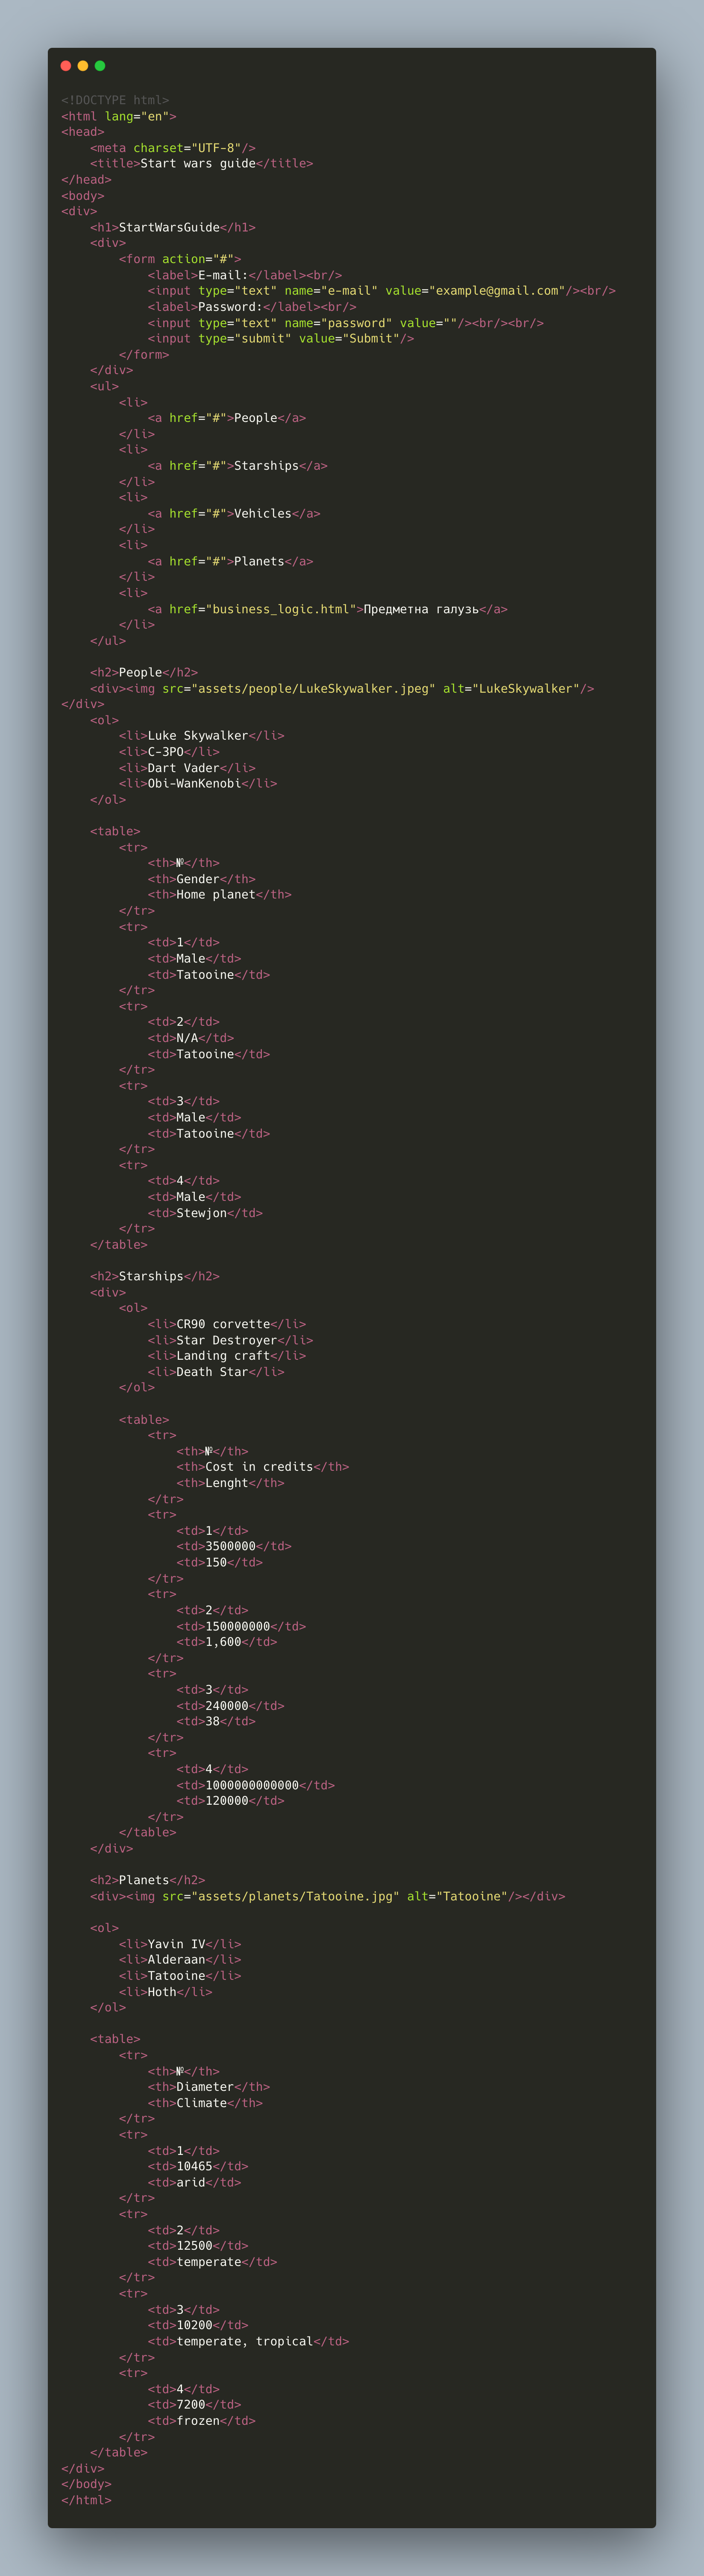 <!DOCTYPE html>
<html lang="en">
<head>
    <meta charset="UTF-8"/>
    <title>Start wars guide</title>
</head>
<body>
<div>
    <h1>StartWarsGuide</h1>
    <div>
        <form action="#">
            <label>E-mail:</label><br/>
            <input type="text" name="e-mail" value="example@gmail.com"/><br/>
            <label>Password:</label><br/>
            <input type="text" name="password" value=""/><br/><br/>
            <input type="submit" value="Submit"/>
        </form>
    </div>
    <ul>
        <li>
            <a href="#">People</a>
        </li>
        <li>
            <a href="#">Starships</a>
        </li>
        <li>
            <a href="#">Vehicles</a>
        </li>
        <li>
            <a href="#">Planets</a>
        </li>
        <li>
            <a href="business_logic.html">Предметна галузь</a>
        </li>
    </ul>

    <h2>People</h2>
    <div><img src="assets/people/LukeSkywalker.jpeg" alt="LukeSkywalker"/>
</div>
    <ol>
        <li>Luke Skywalker</li>
        <li>C-3PO</li>
        <li>Dart Vader</li>
        <li>Obi-WanKenobi</li>
    </ol>

    <table>
        <tr>
            <th>№</th>
            <th>Gender</th>
            <th>Home planet</th>
        </tr>
        <tr>
            <td>1</td>
            <td>Male</td>
            <td>Tatooine</td>
        </tr>
        <tr>
            <td>2</td>
            <td>N/A</td>
            <td>Tatooine</td>
        </tr>
        <tr>
            <td>3</td>
            <td>Male</td>
            <td>Tatooine</td>
        </tr>
        <tr>
            <td>4</td>
            <td>Male</td>
            <td>Stewjon</td>
        </tr>
    </table>

    <h2>Starships</h2>
    <div>
        <ol>
            <li>CR90 corvette</li>
            <li>Star Destroyer</li>
            <li>Landing craft</li>
            <li>Death Star</li>
        </ol>

        <table>
            <tr>
                <th>№</th>
                <th>Cost in credits</th>
                <th>Lenght</th>
            </tr>
            <tr>
                <td>1</td>
                <td>3500000</td>
                <td>150</td>
            </tr>
            <tr>
                <td>2</td>
                <td>150000000</td>
                <td>1,600</td>
            </tr>
            <tr>
                <td>3</td>
                <td>240000</td>
                <td>38</td>
            </tr>
            <tr>
                <td>4</td>
                <td>1000000000000</td>
                <td>120000</td>
            </tr>
        </table>
    </div>

    <h2>Planets</h2>
    <div><img src="assets/planets/Tatooine.jpg" alt="Tatooine"/></div>

    <ol>
        <li>Yavin IV</li>
        <li>Alderaan</li>
        <li>Tatooine</li>
        <li>Hoth</li>
    </ol>

    <table>
        <tr>
            <th>№</th>
            <th>Diameter</th>
            <th>Climate</th>
        </tr>
        <tr>
            <td>1</td>
            <td>10465</td>
            <td>arid</td>
        </tr>
        <tr>
            <td>2</td>
            <td>12500</td>
            <td>temperate</td>
        </tr>
        <tr>
            <td>3</td>
            <td>10200</td>
            <td>temperate, tropical</td>
        </tr>
        <tr>
            <td>4</td>
            <td>7200</td>
            <td>frozen</td>
        </tr>
    </table>
</div>
</body>
</html>